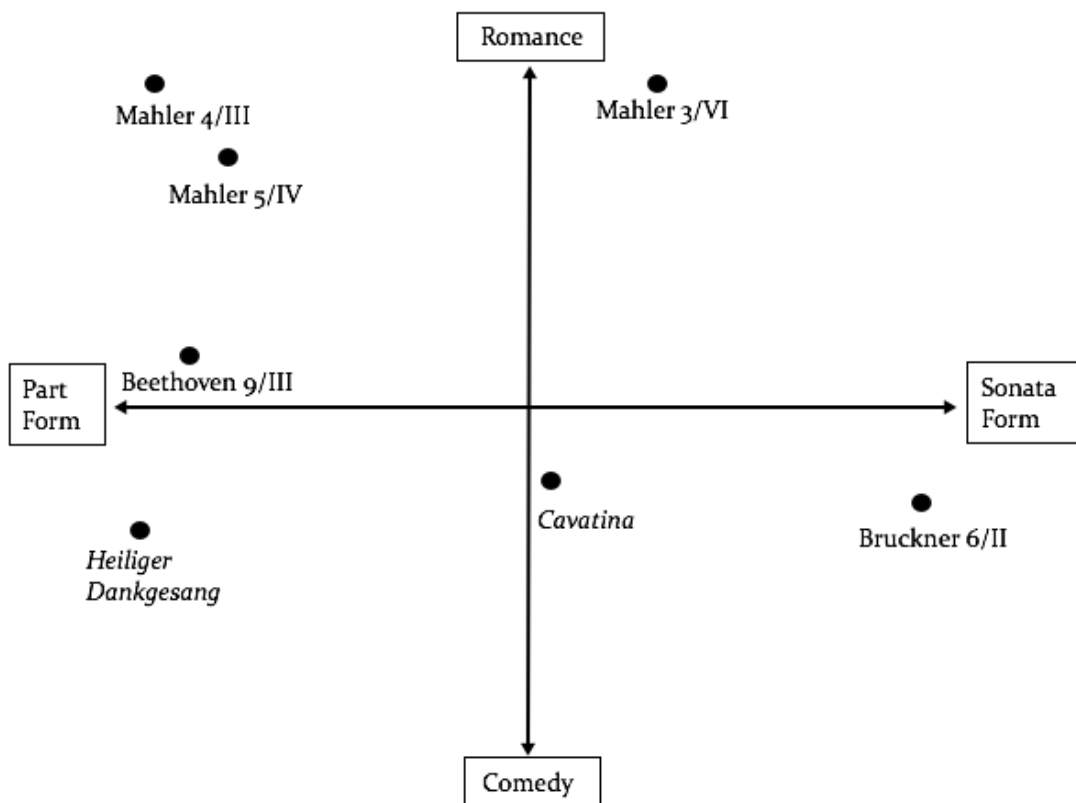 Romance
Mahler 4/III
Mahler 3/VI
Mahler 5/IV
Beethoven 9/III
Part
Form
Sonata
Form
Cavatina
Bruckner 6/II
Heiliger
Dankgesang
Comedy